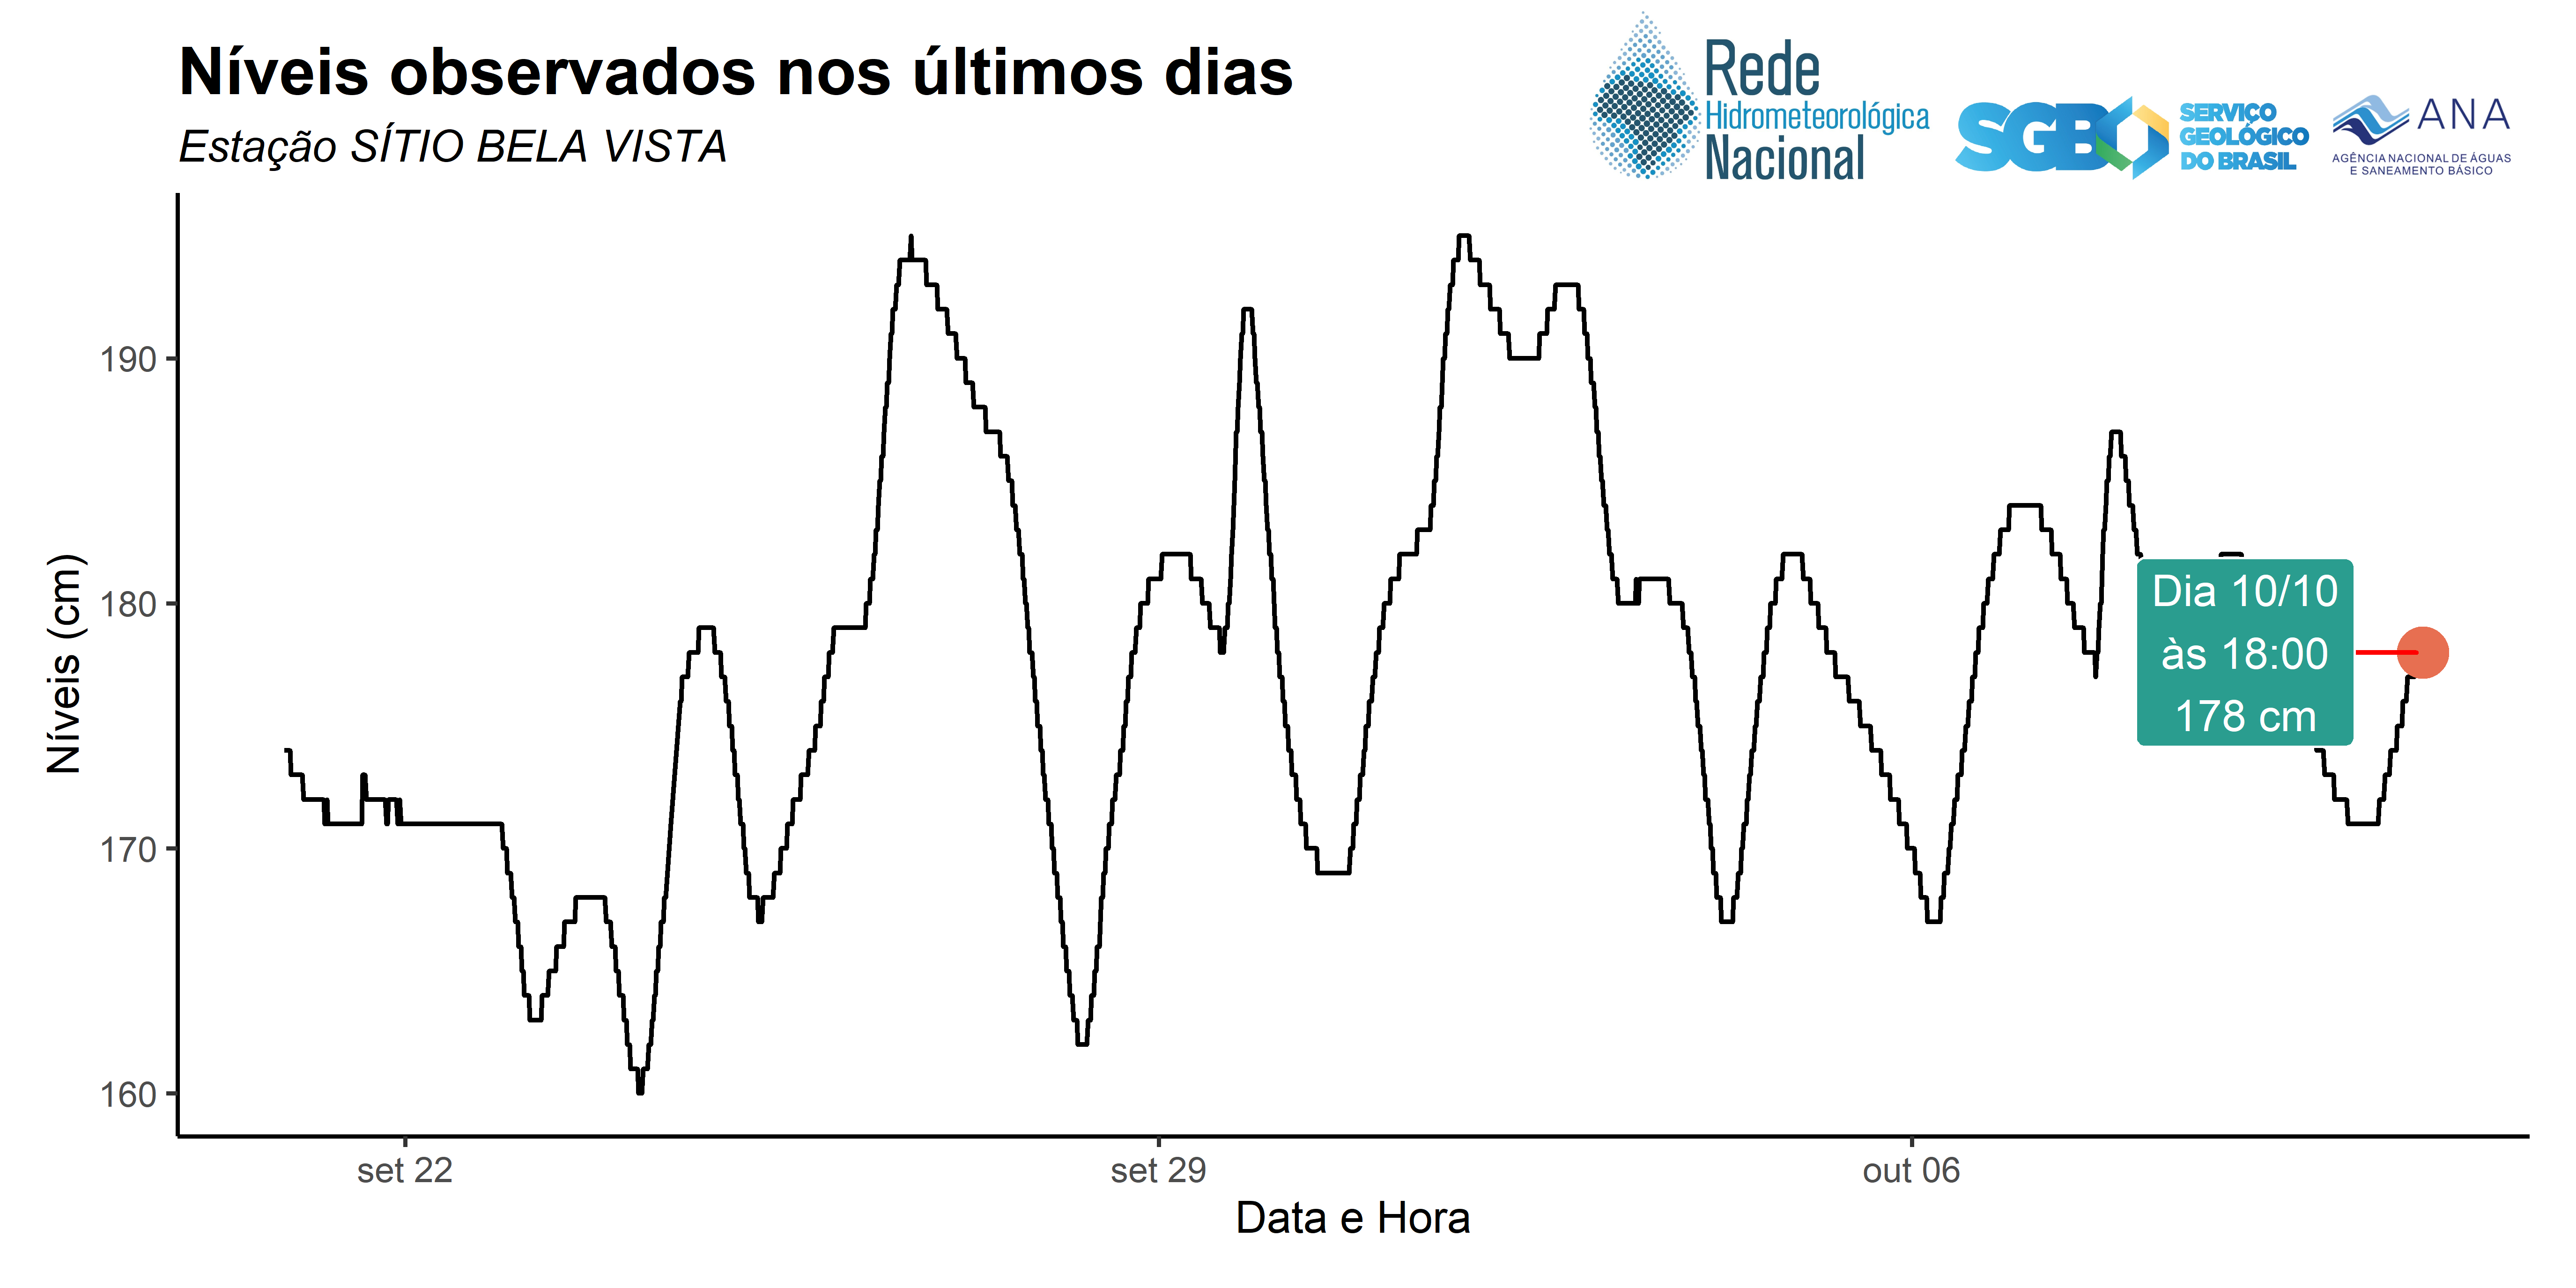 Níveis observados nos últimos dias
Estação SÍTIO BELA VISTA
Rede
Hidrometeorológica
Nacional
SGB
SERVIÇO
GEOLÓGICO
DO BRASIL
ANA
AGÊNCIA NACIONAL DE ÁGUAS
E SANEAMENTO BÁSICO
Níveis (cm)
190
180
170
160
Dia 10/10
às 18:00
178 cm
set 22
set 29
out 06
Data e Hora